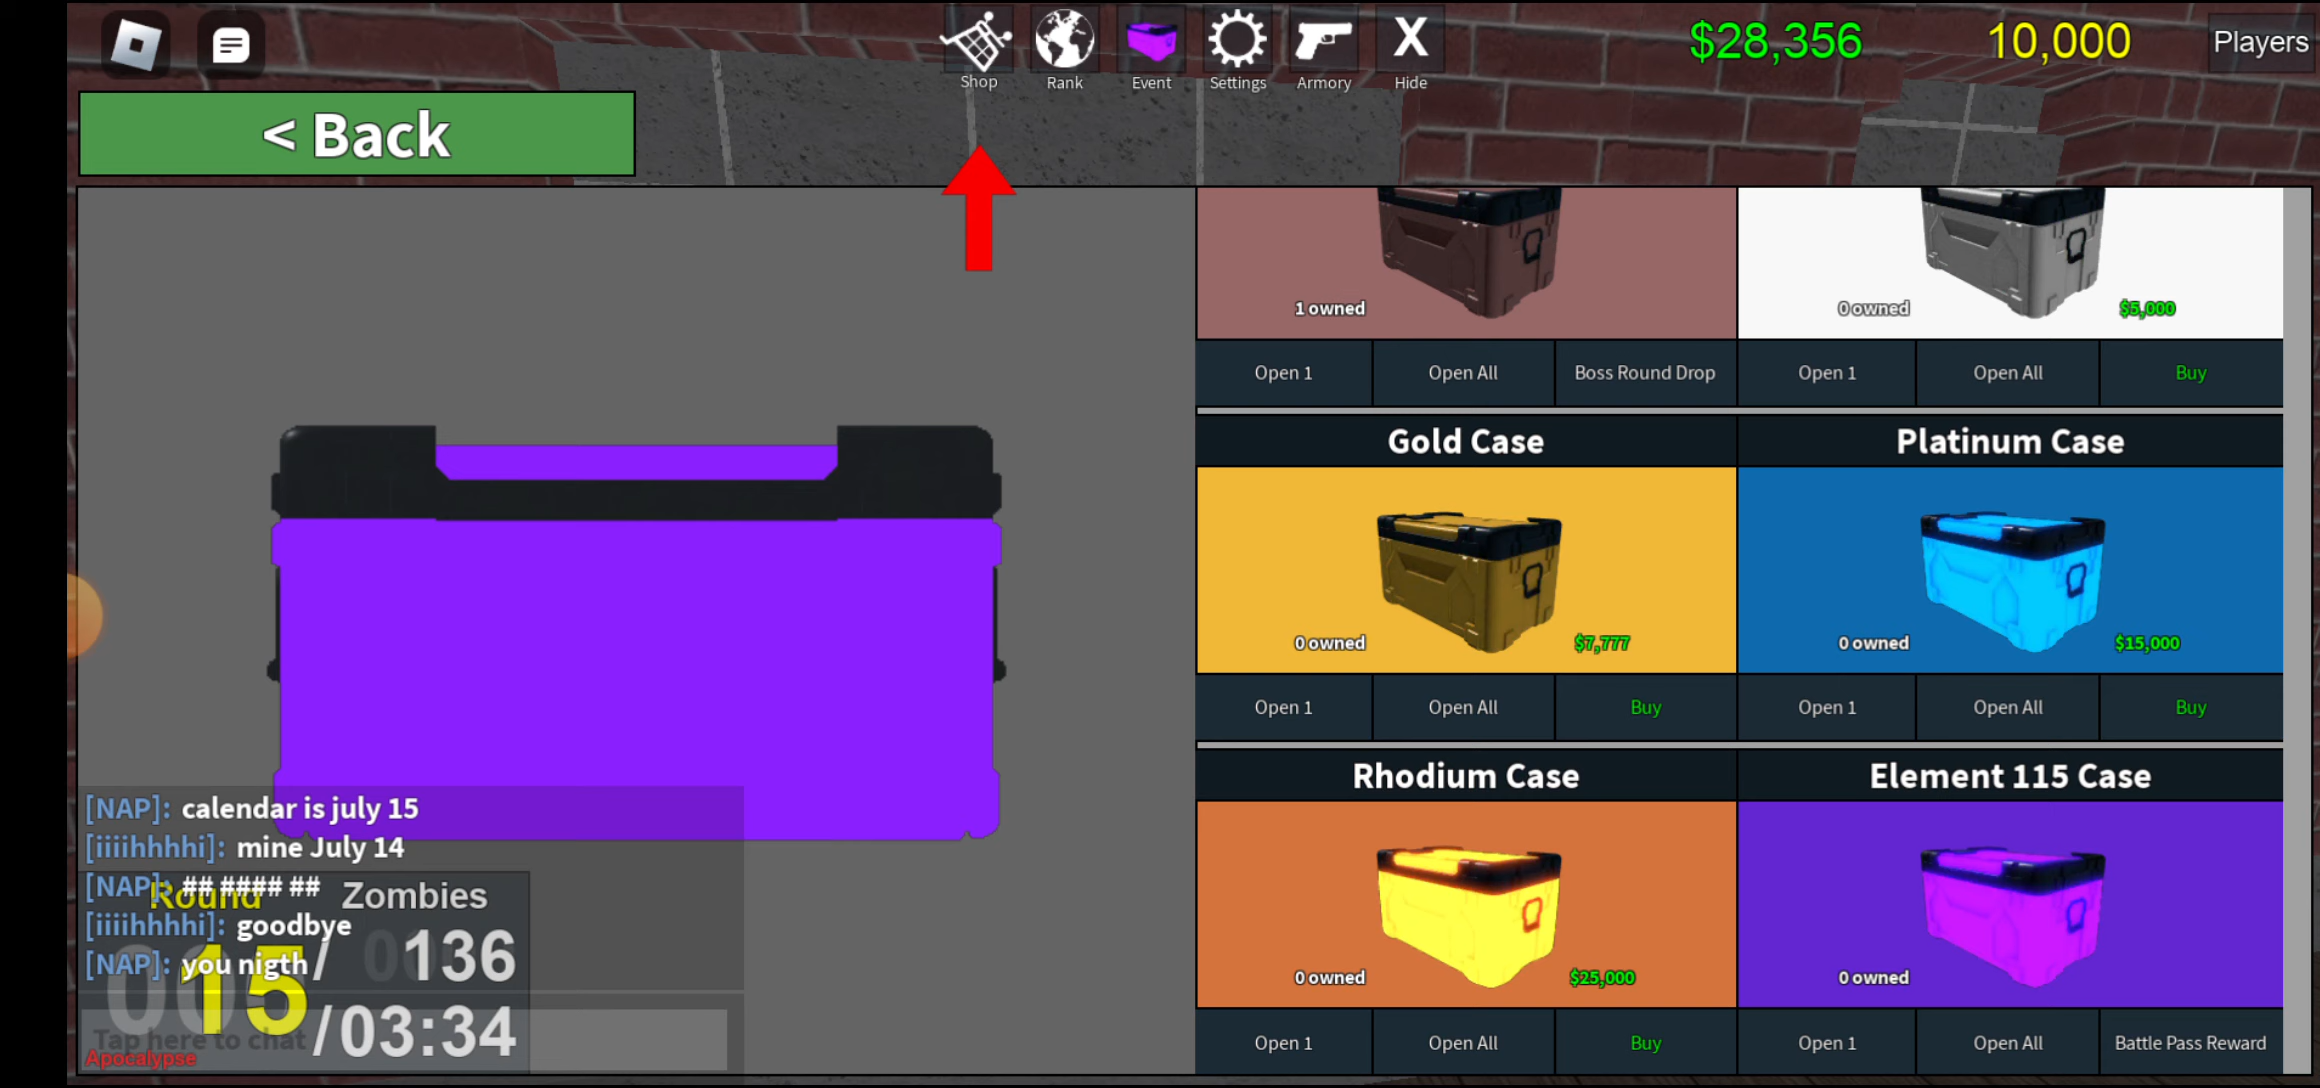 Shop
Rank
Event
Settings
Armory
X
Hide
$28,356
10,000
Players
< Back
1 owned
0 owned
$5,000
Open 1
Open All
Boss Round Drop
Open 1
Open All
Buy
Gold Case
Platinum Case
0 owned
$7,777
0 owned
$15,000
Open 1
Open All
Buy
Open 1
Open All
Buy
Rhodium Case
Element 115 Case
0 owned
$25,000
0 owned
Open 1
Open All
Buy
Open 1
Open All
Battle Pass Reward
[NAP]: calendar is july 15
[iiiihhhhi]: mine July 14
[NAP]: ## #### ##
[iiiihhhhi]: goodbye
[NAP]: you nigth
Round
Zombies
0015/ 00136
/03:34
Tap here to chat
Apocalypse